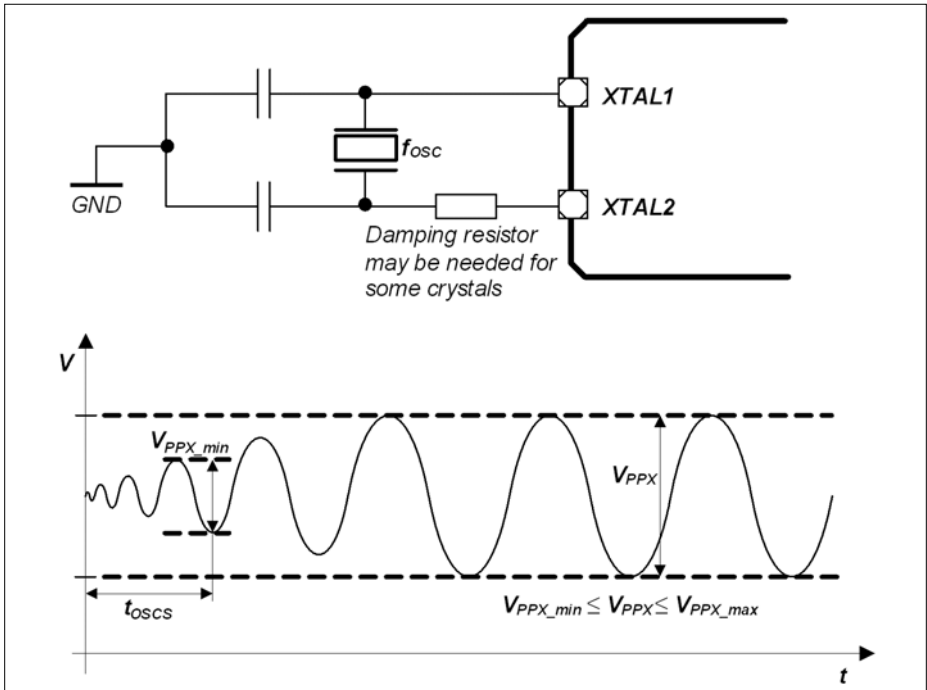 XTAL1
fOSC
GND
XTAL2
Damping resistor
may be needed for
some crystals
V
VPPX_min
VPPX
tOSCS
VPPX_min ≤ VPPX ≤ VPPX_max
t